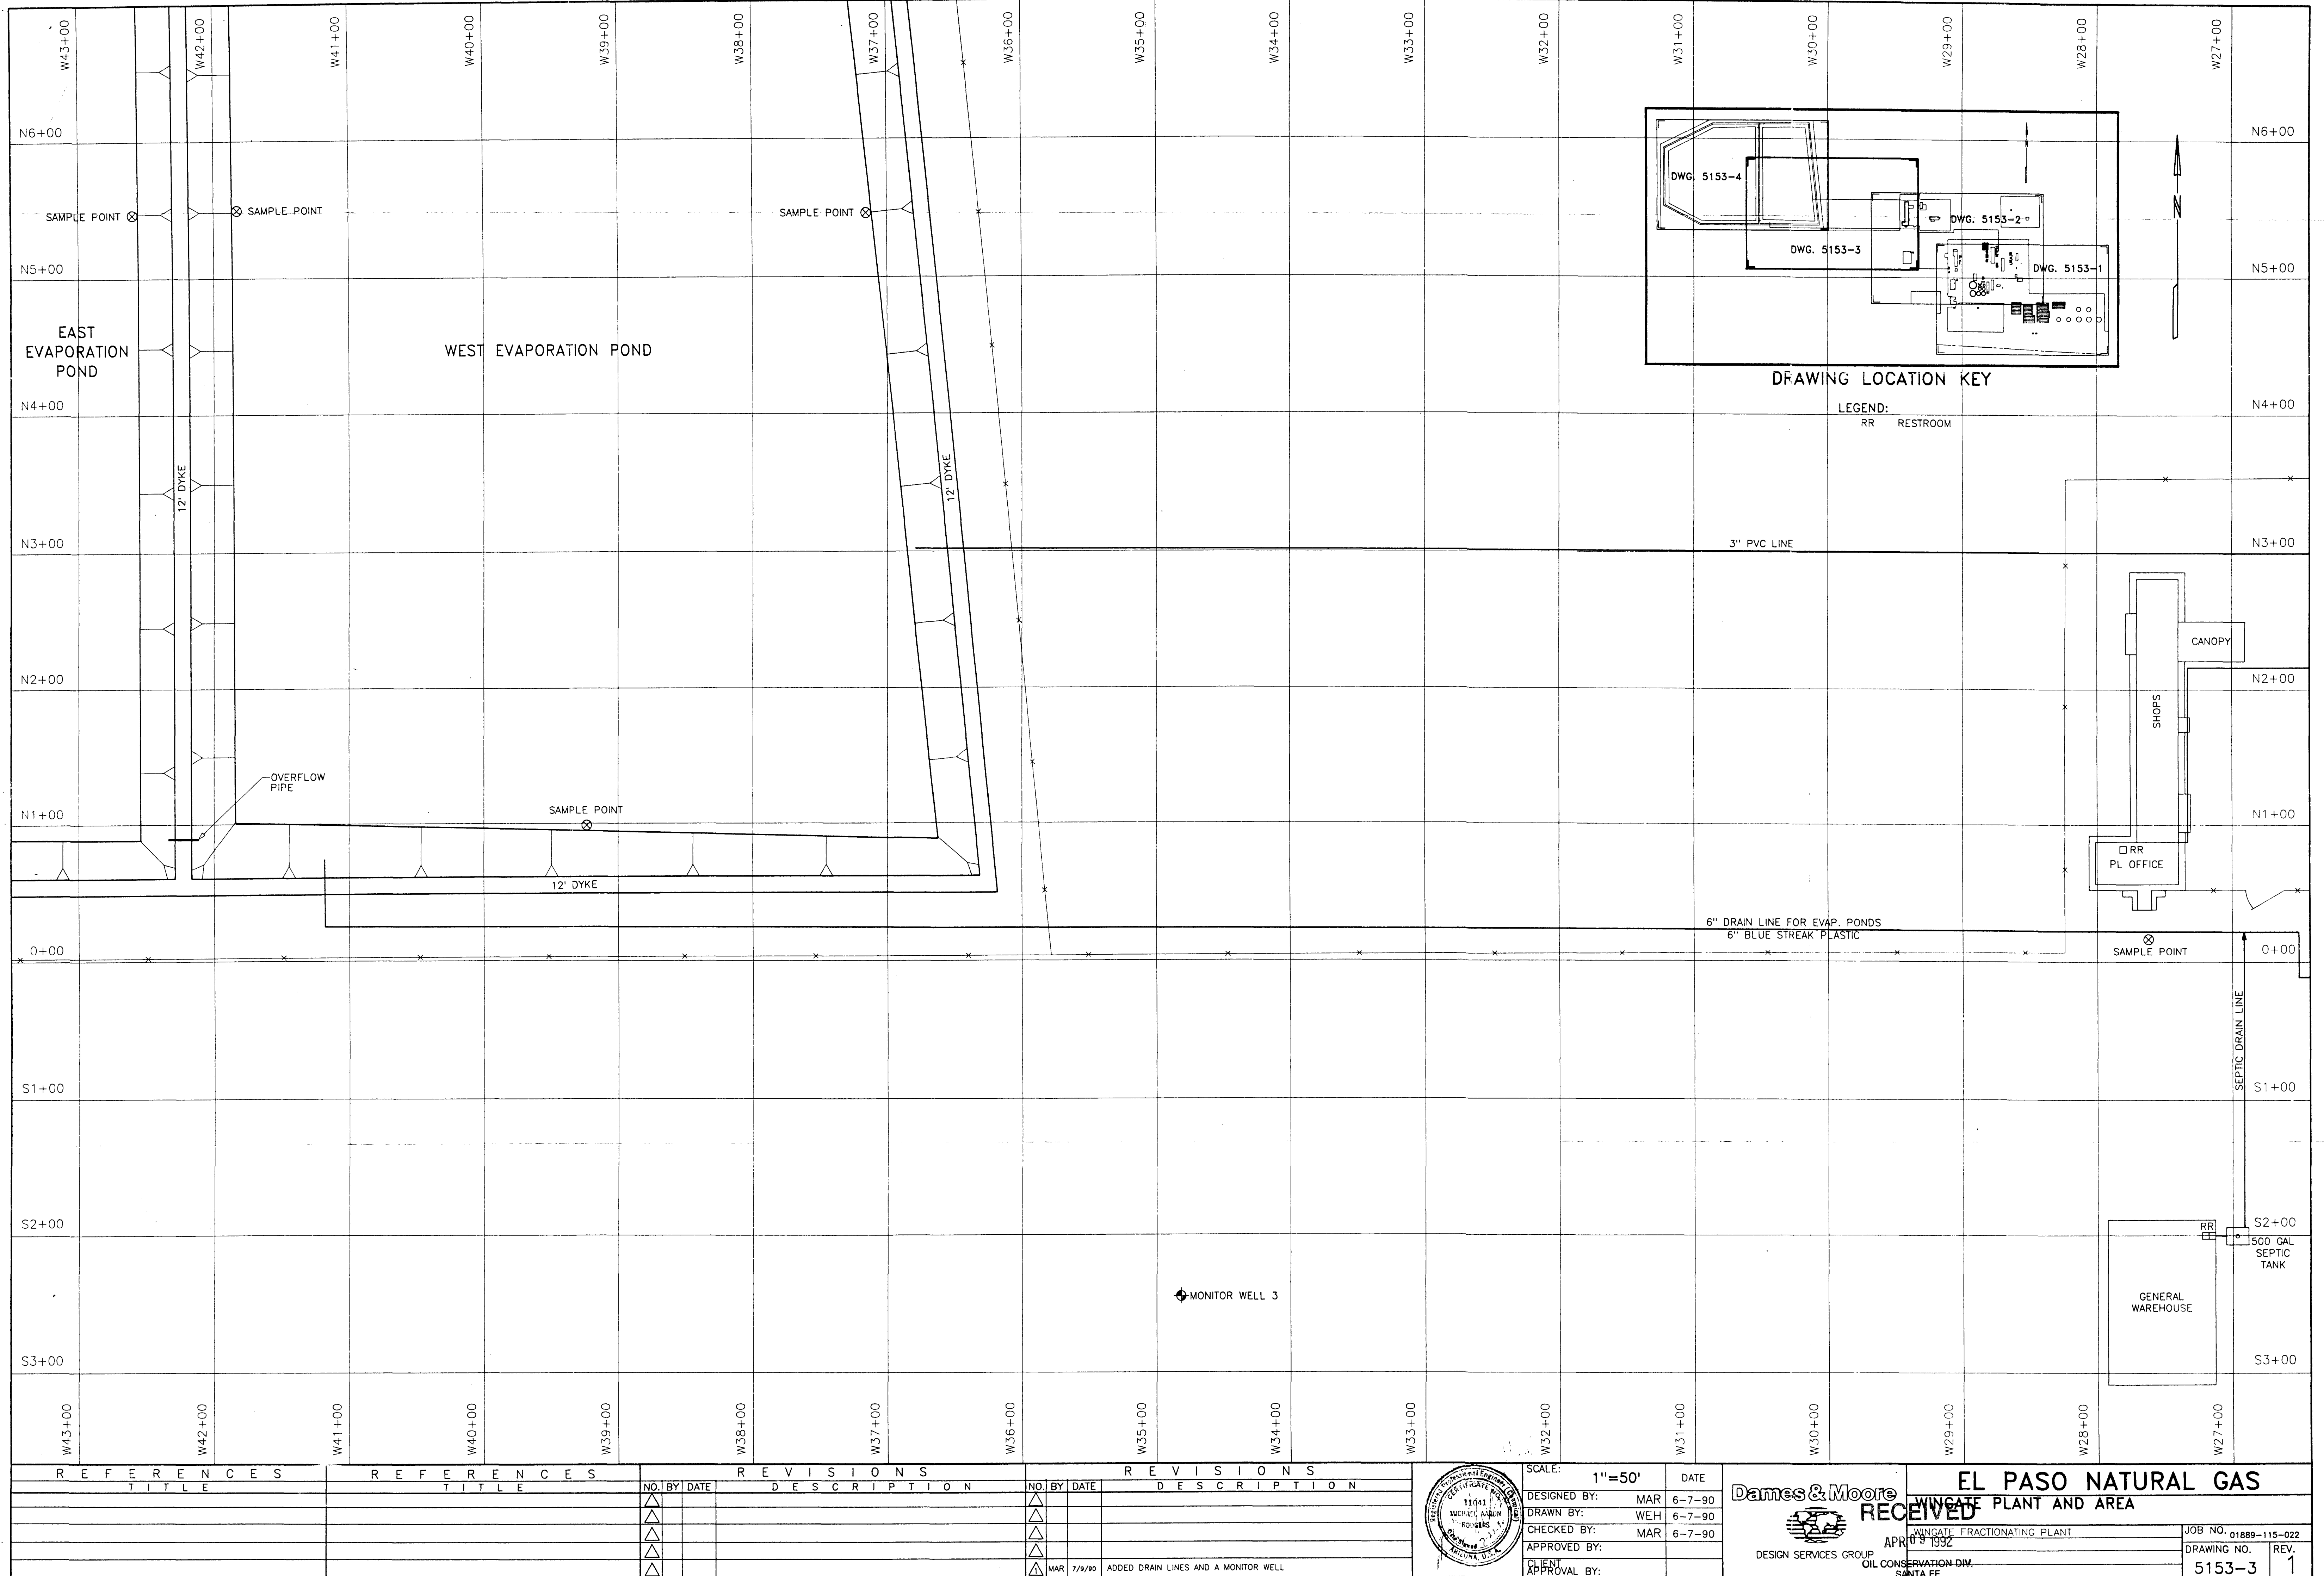 W43+00
W42+00
W41+00
W40+00
W39+00
W38+00
W37+00
W36+00
W35+00
W34+00
W33+00
W32+00
W31+00
W30+00
W29+00
W28+00
W27+00
N6+00
N6+00
DWG. 5153-4
DWG. 5153-2
DWG. 5153-3
DWG. 5153-1
N
SAMPLE POINT
SAMPLE POINT
SAMPLE POINT
N5+00
N5+00
EAST
EVAPORATION
POND
WEST EVAPORATION POND
DRAWING LOCATION KEY
LEGEND:
RR RESTROOM
N4+00
N4+00
12' DYKE
12' DYKE
N3+00
3" PVC LINE
N3+00
CANOPY
N2+00
N2+00
SHOPS
OVERFLOW
PIPE
SAMPLE POINT
N1+00
N1+00
RR
PL OFFICE
12' DYKE
6" DRAIN LINE FOR EVAP. PONDS
6" BLUE STREAK PLASTIC
SAMPLE POINT
0+00
0+00
SEPTIC DRAIN LINE
S1+00
S1+00
S2+00
RR
S2+00
500 GAL
SEPTIC
TANK
MONITOR WELL 3
GENERAL
WAREHOUSE
S3+00
S3+00
W43+00
W42+00
W41+00
W40+00
W39+00
W38+00
W37+00
W36+00
W35+00
W34+00
W33+00
W32+00
W31+00
W30+00
W29+00
W28+00
W27+00
REFERENCES
TITLE
REFERENCES
TITLE
REVISIONS
NO. BY DATE DESCRIPTION
REVISIONS
NO. BY DATE DESCRIPTION
1 MAR 7/9/90 ADDED DRAIN LINES AND A MONITOR WELL
Registered Professional Engineer (Chemical)
CERTIFICATE NO.
11041
MICHAEL AARON
ROGGERS
ARIZONA, U.S.A.
SCALE: 1"=50' DATE
DESIGNED BY: MAR 6-7-90
DRAWN BY: WEH 6-7-90
CHECKED BY: MAR 6-7-90
APPROVED BY:
CLIENT
APPROVAL BY:
Dames & Moore
DESIGN SERVICES GROUP
RECEIVED
APR 09 1992
OIL CONSERVATION DIV.
SANTA FE
EL PASO NATURAL GAS
WINGATE PLANT AND AREA
WINGATE FRACTIONATING PLANT
JOB NO. 01889-115-022
DRAWING NO.
5153-3
REV.
1